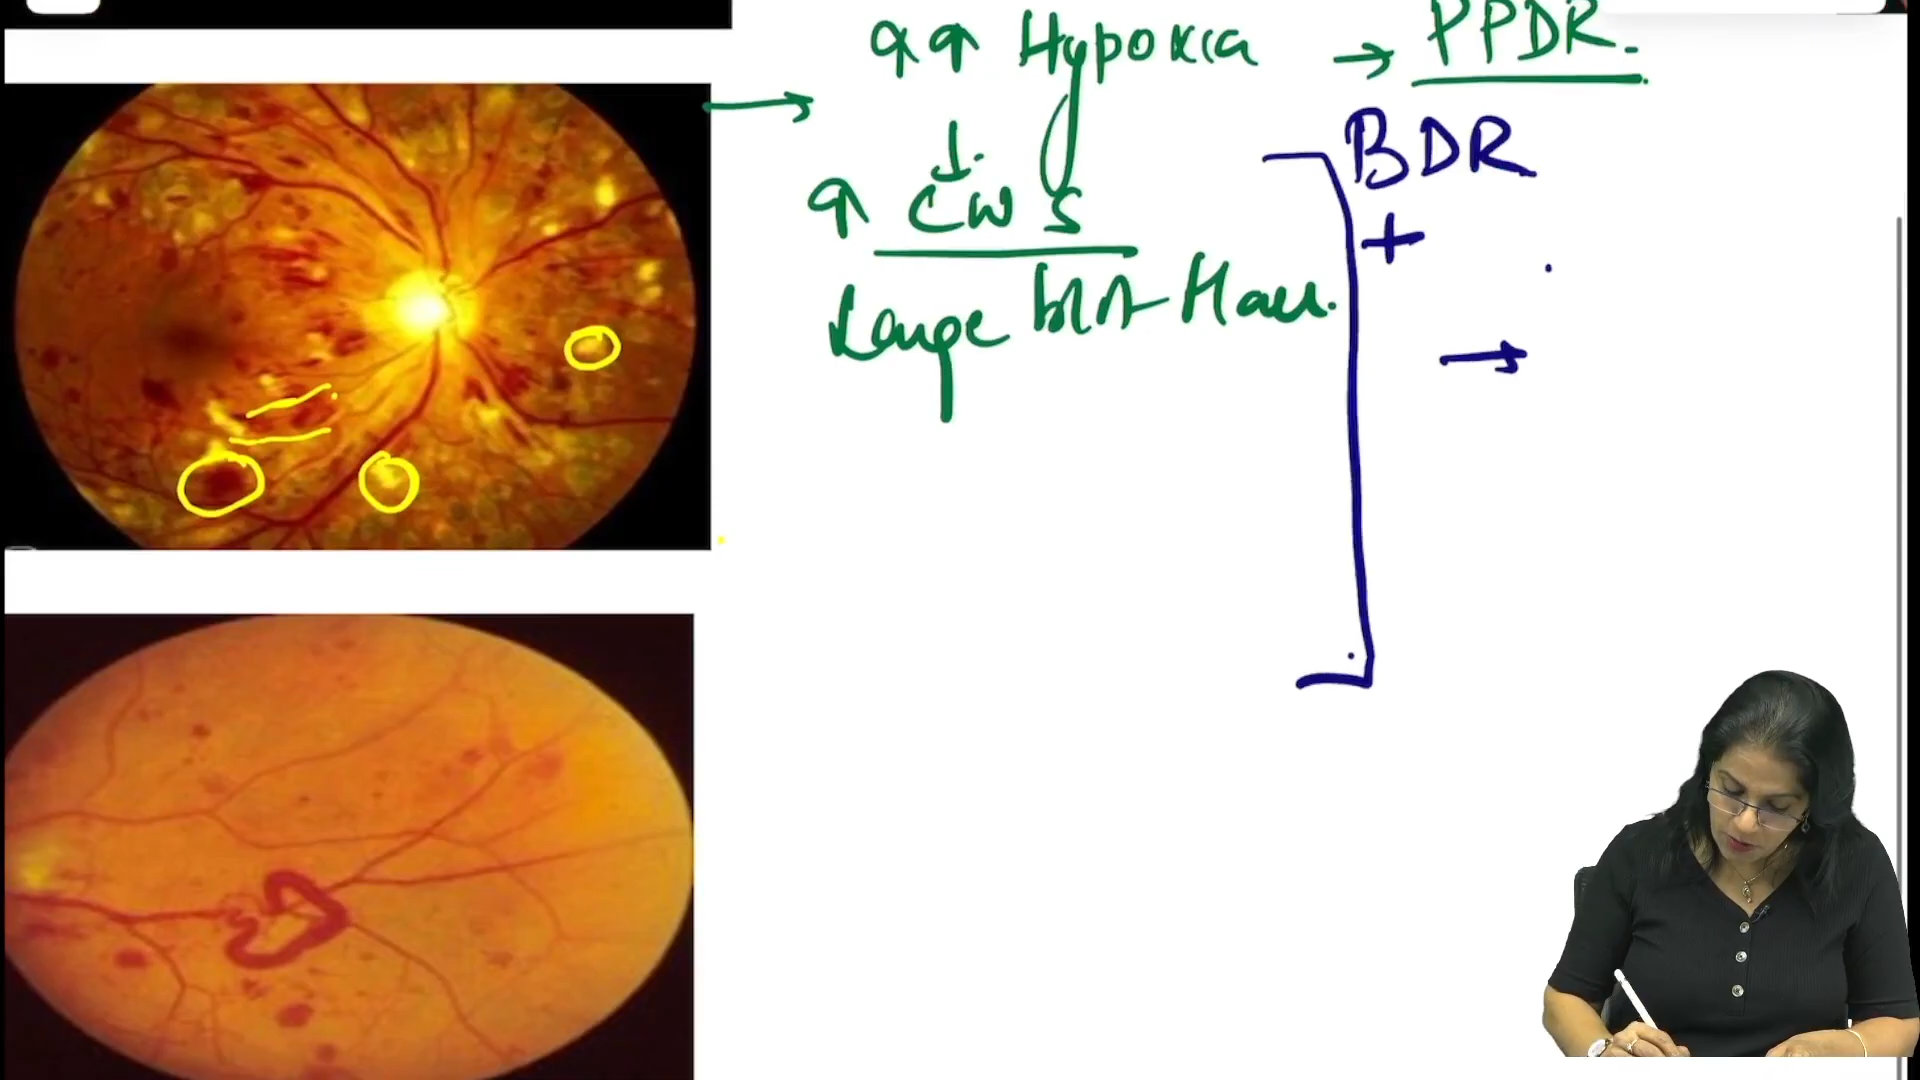 ↑↑ Hypoxia → PPDR.
↓
↑ CWS
Large blot Haem.
BDR
+
→